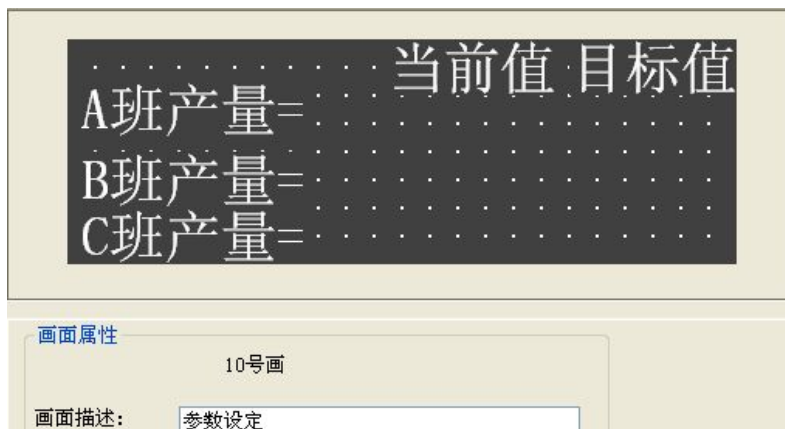 当前值 目标值
A班产量=
B班产量=
C班产量=
画面属性
10号画
画面描述: 参数设定